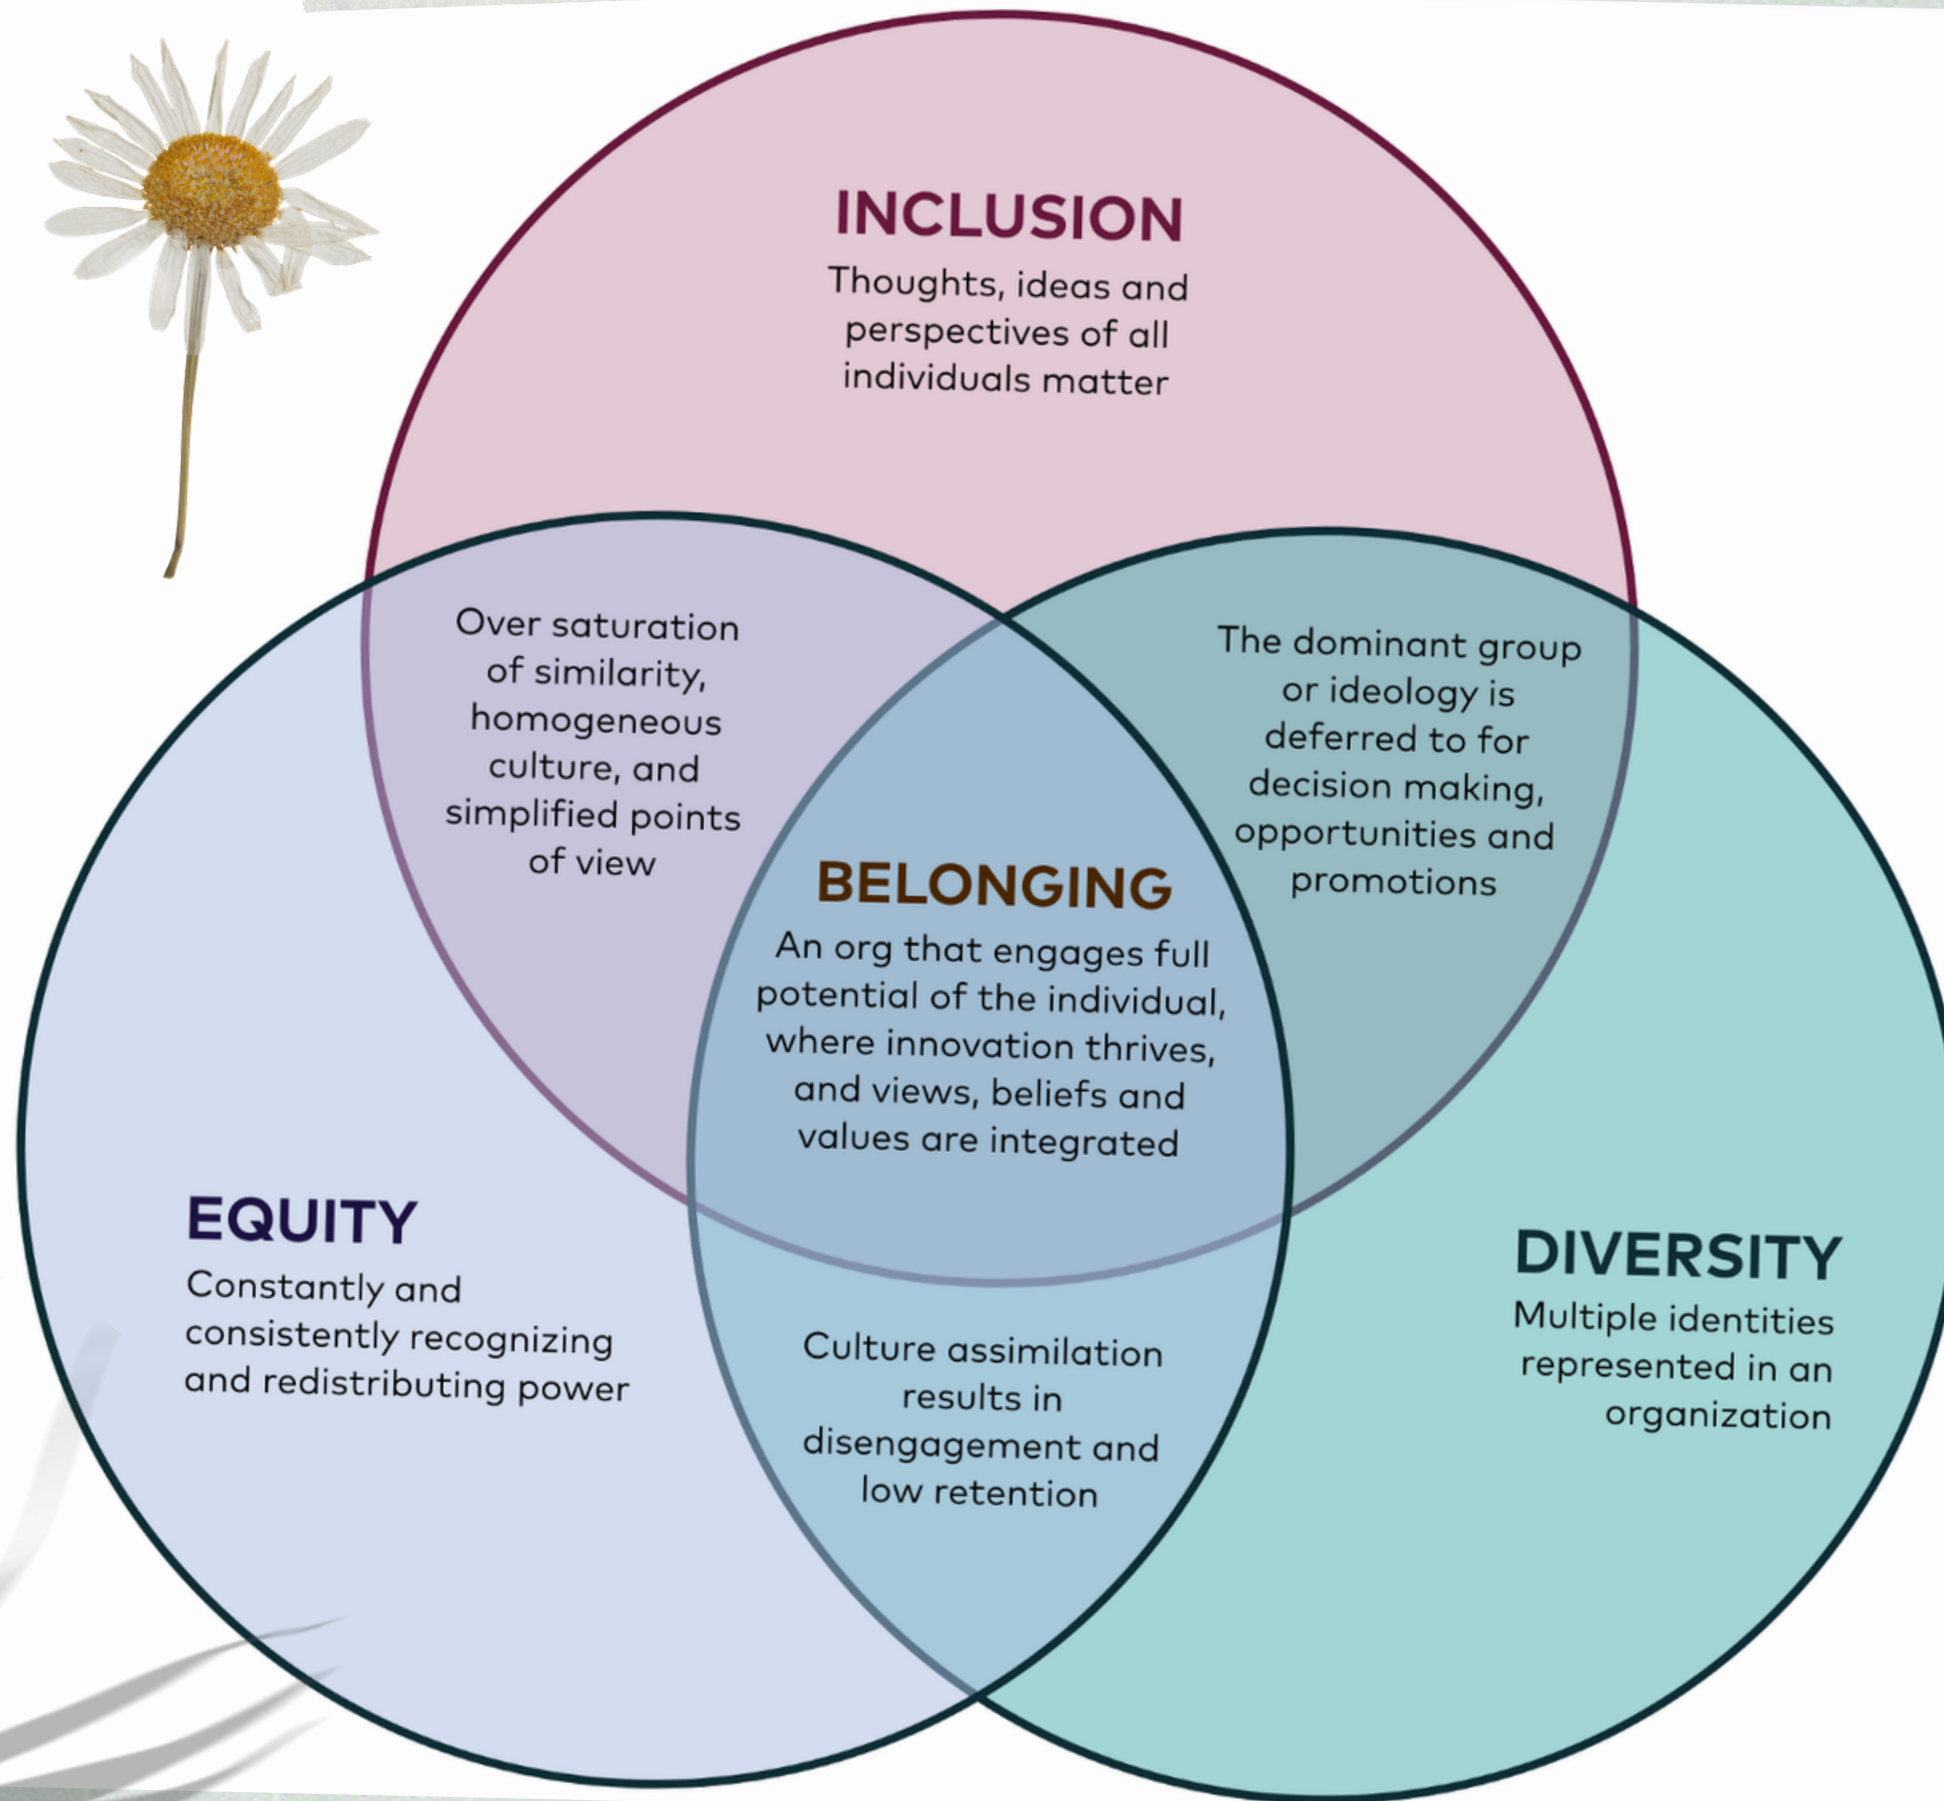 INCLUSION
Thoughts, ideas and
perspectives of all
individuals matter
Over saturation
of similarity,
homogeneous
culture, and
simplified points
of view
The dominant group
or ideology is
deferred to for
decision making,
opportunities and
promotions
BELONGING
An org that engages full
potential of the individual,
where innovation thrives,
and views, beliefs and
values are integrated
EQUITY
Constantly and
consistently recognizing
and redistributing power
DIVERSITY
Multiple identities
represented in an
organization
Culture assimilation
results in
disengagement and
low retention